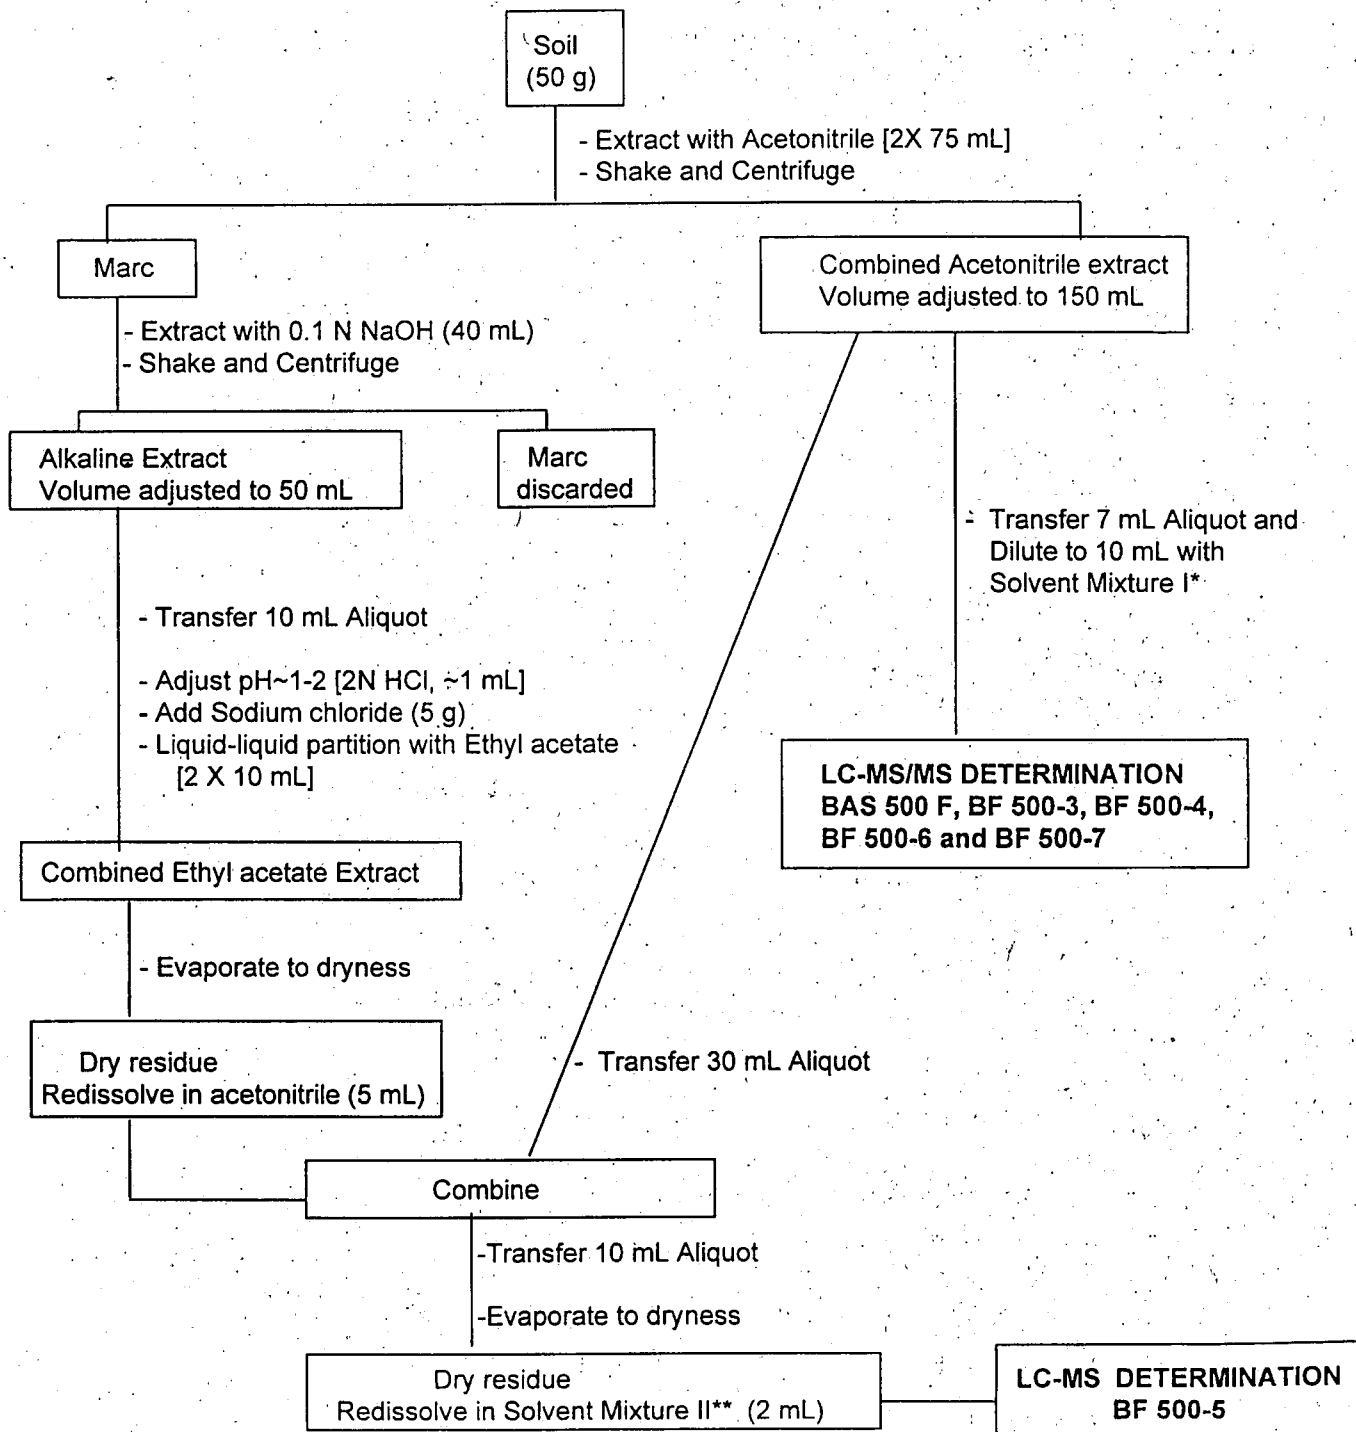 Soil
(50 g)
- Extract with Acetonitrile [2X 75 mL]
- Shake and Centrifuge
Marc
Combined Acetonitrile extract
Volume adjusted to 150 mL
- Extract with 0.1 N NaOH (40 mL)
- Shake and Centrifuge
Alkaline Extract
Volume adjusted to 50 mL
Marc
discarded
- Transfer 7 mL Aliquot and
Dilute to 10 mL with
Solvent Mixture I*
- Transfer 10 mL Aliquot
- Adjust pH~1-2 [2N HCl, ~1 mL]
- Add Sodium chloride (5 g)
- Liquid-liquid partition with Ethyl acetate
[2 X 10 mL]
LC-MS/MS DETERMINATION
BAS 500 F, BF 500-3, BF 500-4,
BF 500-6 and BF 500-7
Combined Ethyl acetate Extract
- Evaporate to dryness
Dry residue
Redissolve in acetonitrile (5 mL)
- Transfer 30 mL Aliquot
Combine
-Transfer 10 mL Aliquot
-Evaporate to dryness
Dry residue
Redissolve in Solvent Mixture II** (2 mL)
LC-MS DETERMINATION
BF 500-5